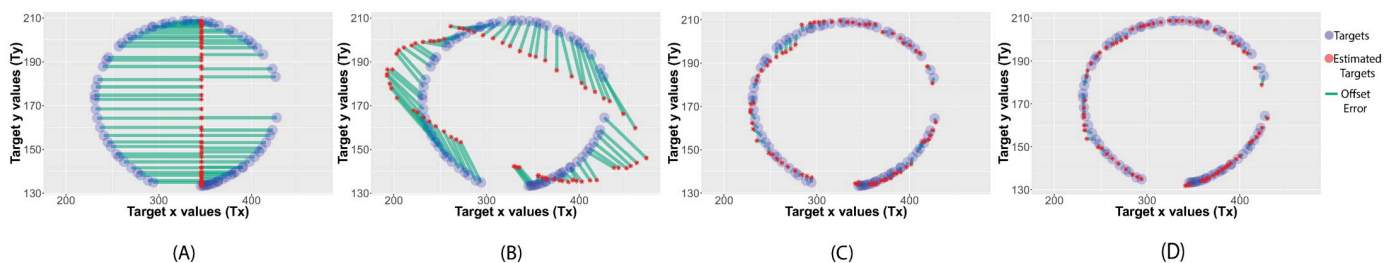 210
190
170
150
130
Target y values (Ty)
200
300
400
Target x values (Tx)
(A)
210
190
170
150
130
Target y values (Ty)
200
300
400
Target x values (Tx)
(B)
210
190
170
150
130
Target y values (Ty)
200
300
400
Target x values (Tx)
(C)
210
190
170
150
130
Target y values (Ty)
200
300
400
Target x values (Tx)
(D)
Targets
Estimated
Targets
Offset
Error